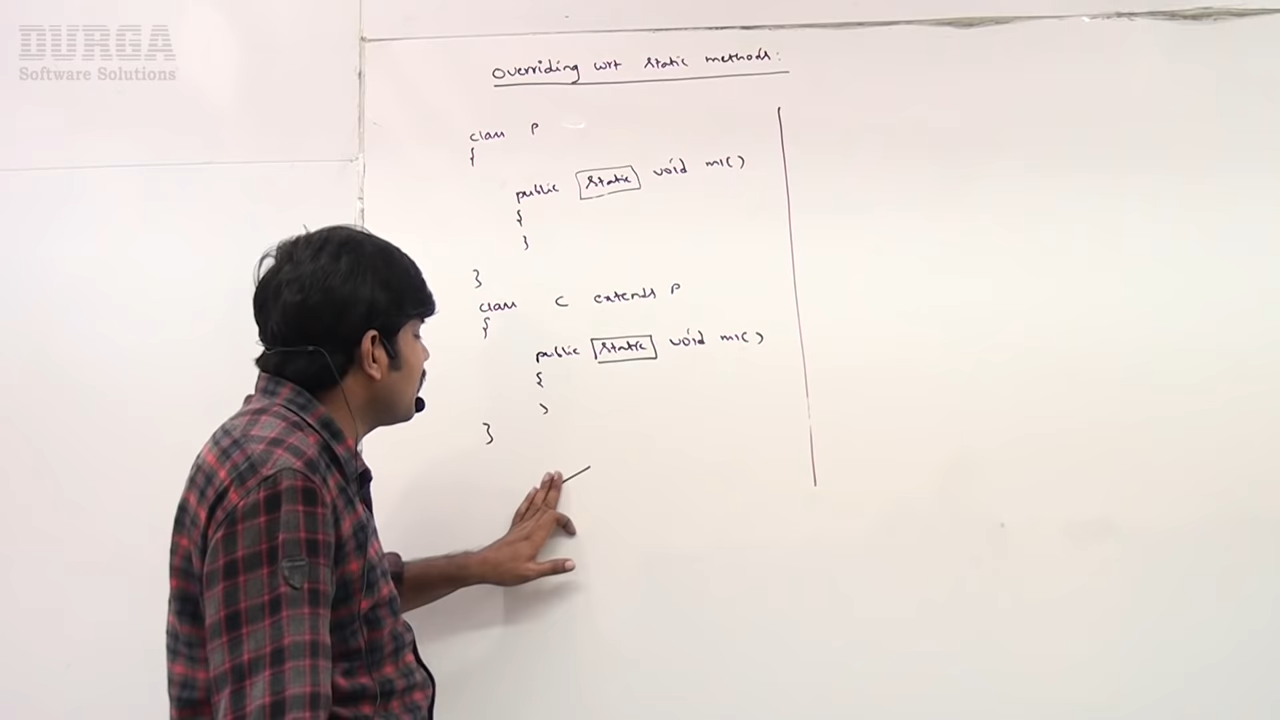 DURGA
Software Solutions
Overriding wrt static methods:
class P
{
public static void m1()
{
}
}
class C extends P
{
public static void m1()
{
}
}